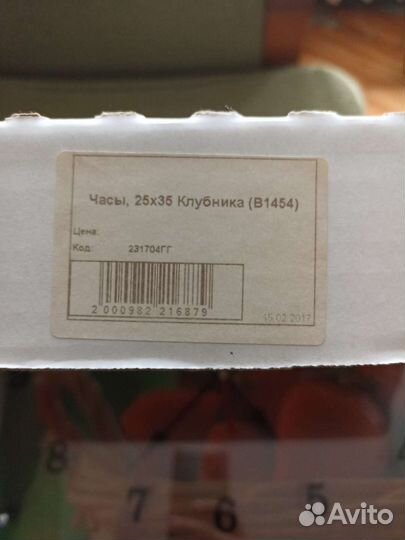 Часы, 25х35 Клубника (В1454)
Цена:
Код: 231704ГГ
2 000982 216879
15.02.2017
8 7 6 5
Avito